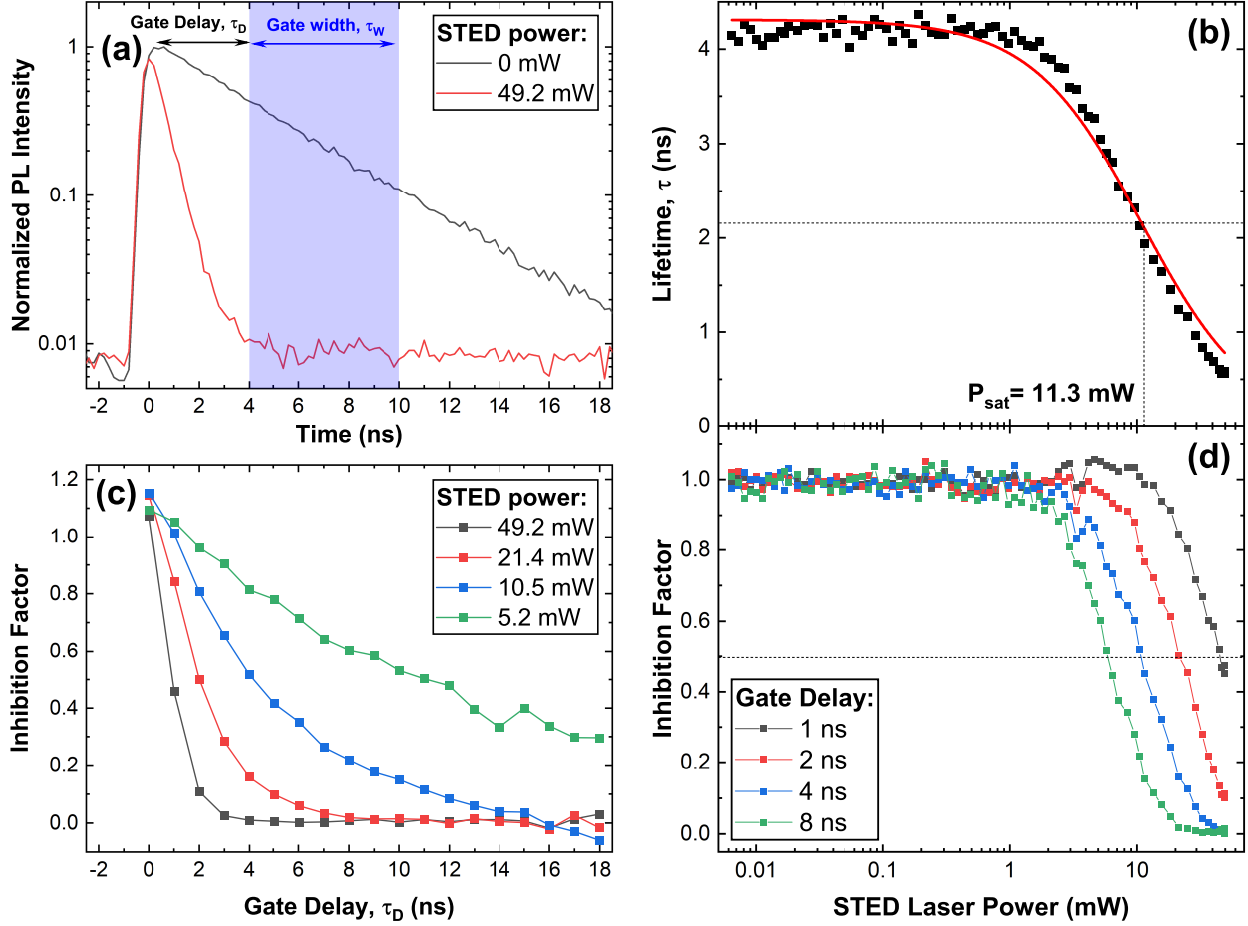 Gate Delay, τD
Gate width, τW
(a)
STED power:
0 mW
49.2 mW
1
0.1
0.01
Normalized PL Intensity
-2 0 2 4 6 8 10 12 14 16 18
Time (ns)
(b)
4
3
2
1
0
Lifetime, τ (ns)
Psat= 11.3 mW
(c)
STED power:
49.2 mW
21.4 mW
10.5 mW
5.2 mW
1.2
1.0
0.8
0.6
0.4
0.2
0.0
Inhibition Factor
-2 0 2 4 6 8 10 12 14 16 18
Gate Delay, τD (ns)
(d)
1.0
0.8
0.6
0.4
0.2
0.0
Inhibition Factor
Gate Delay:
1 ns
2 ns
4 ns
8 ns
0.01 0.1 1 10
STED Laser Power (mW)